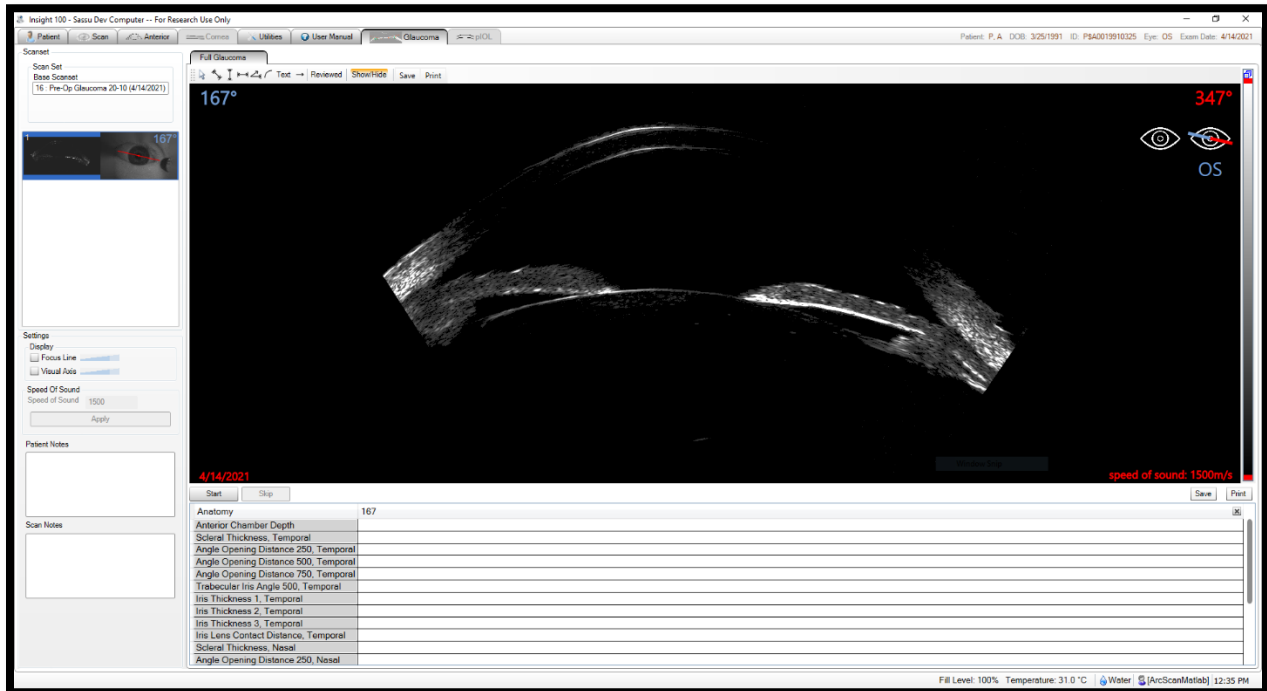 Insight 100 - Sassu Dev Computer -- For Research Use Only
Patient Scan Anterior Cornea Utilities User Manual Glaucoma pIOL
Patient: P, A DOB: 3/25/1991 ID: P$A0019910325 Eye: OS Exam Date: 4/14/2021
Scanset
Scan Set
Base Scanset
16 : Pre-Op Glaucoma 20-10 (4/14/2021)
1
167°
Settings
Display
Focus Line
Visual Axis
Speed Of Sound
Speed of Sound 1500
Apply
Patient Notes
Scan Notes
Full Glaucoma
Text Reviewed Show/Hide Save Print
167°
347°
OS
4/14/2021
speed of sound: 1500m/s
Start Skip
Save Print
Anatomy 167
Anterior Chamber Depth
Scleral Thickness, Temporal
Angle Opening Distance 250, Temporal
Angle Opening Distance 500, Temporal
Angle Opening Distance 750, Temporal
Trabecular Iris Angle 500, Temporal
Iris Thickness 1, Temporal
Iris Thickness 2, Temporal
Iris Thickness 3, Temporal
Iris Lens Contact Distance, Temporal
Scleral Thickness, Nasal
Angle Opening Distance 250, Nasal
Fill Level: 100% Temperature: 31.0 °C Water [ArcScanMatlab] 12:35 PM